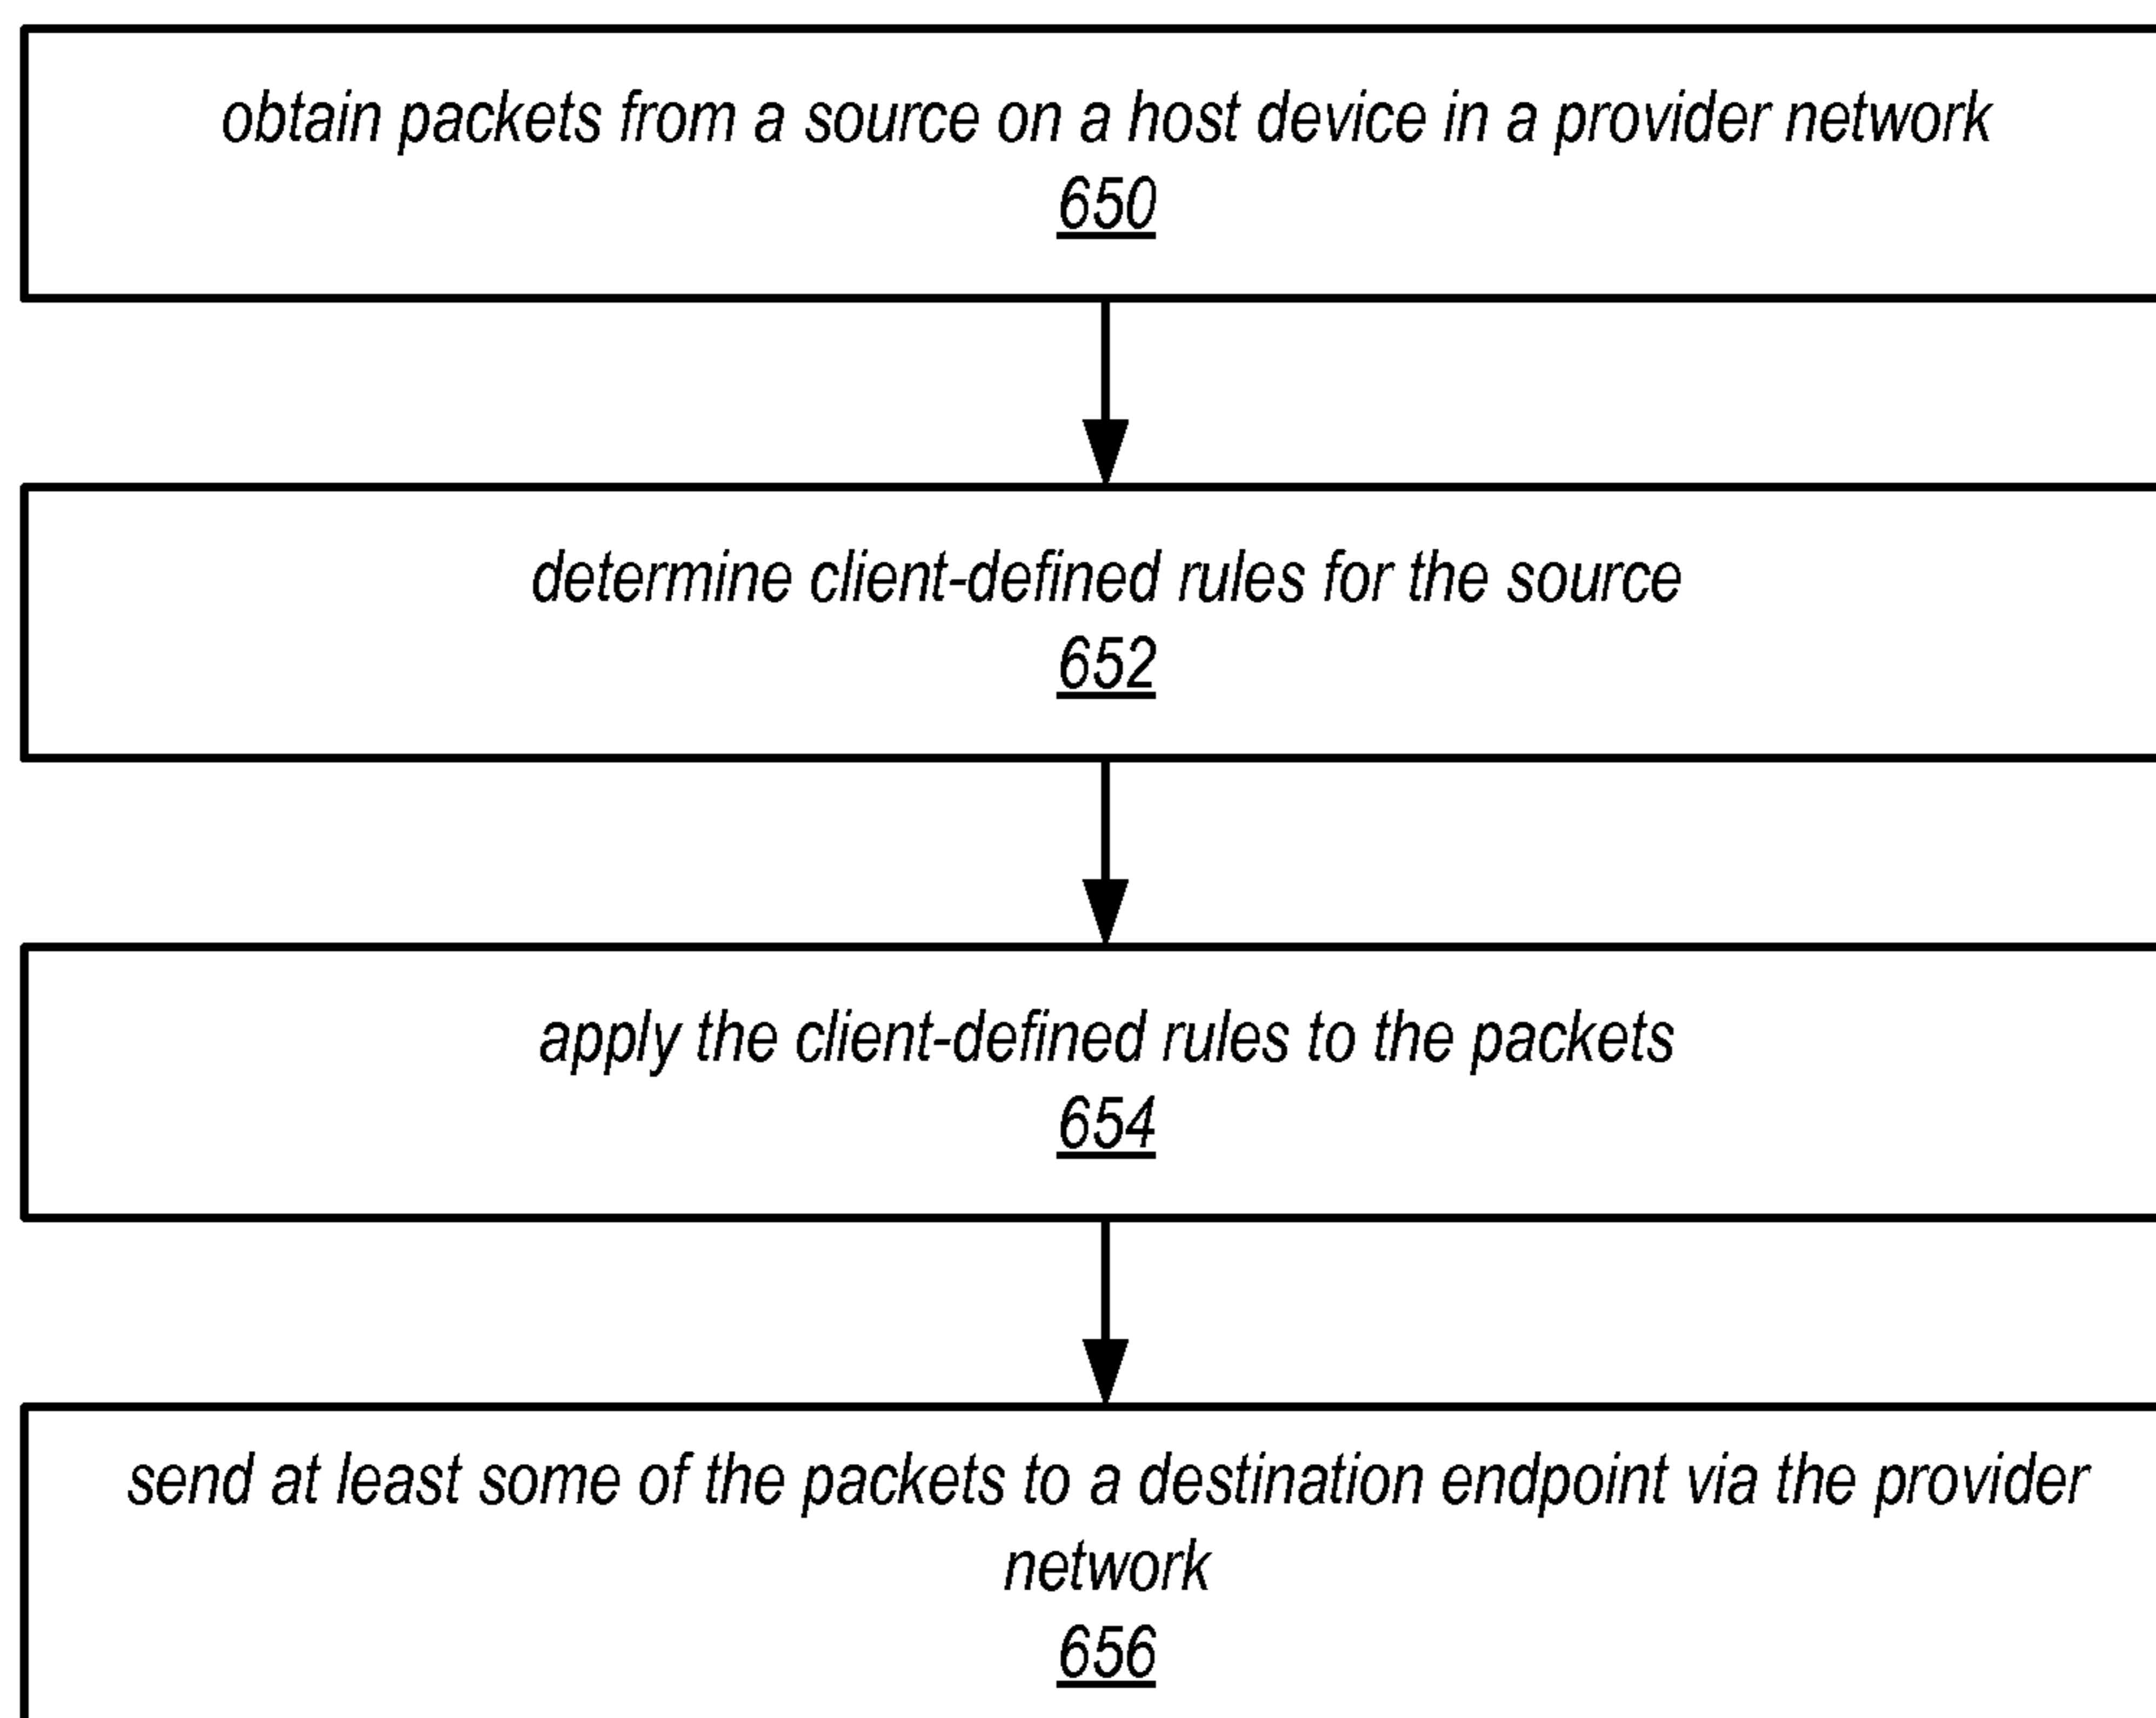 obtain packets from a source on a host device in a provider network
650
determine client-defined rules for the source
652
apply the client-defined rules to the packets
654
send at least some of the packets to a destination endpoint via the provider
network
656